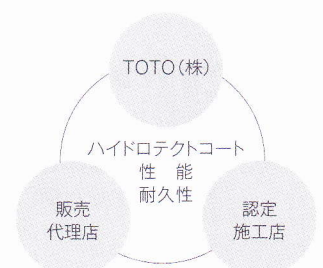 TOTO(株)
ハイドロテクトコート
性 能
耐久性
販売
代理店
認定
施工店